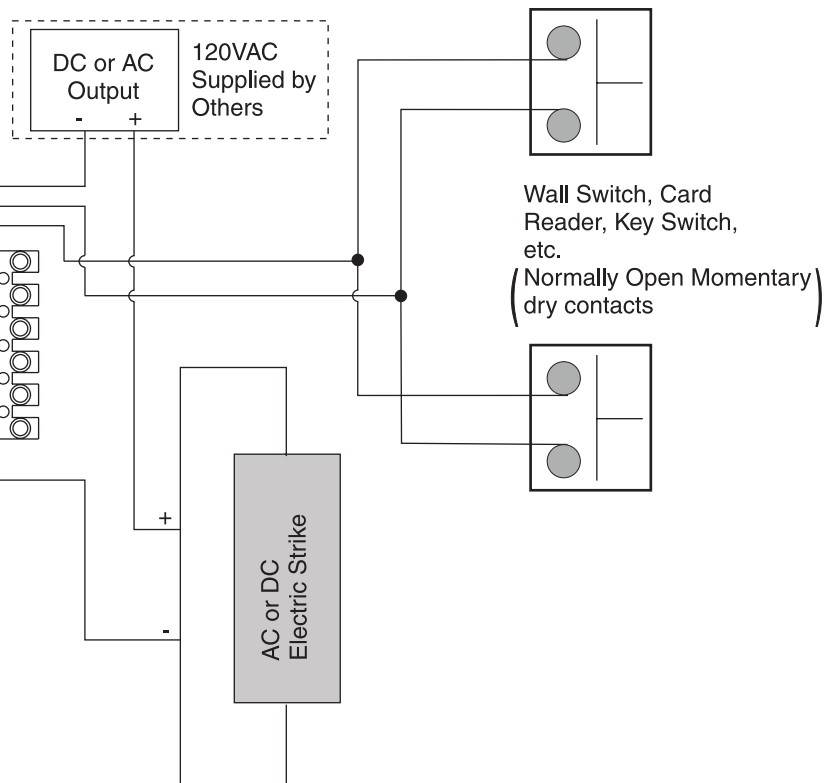 DC or AC
Output
- +
120VAC
Supplied by
Others
Wall Switch, Card
Reader, Key Switch,
etc.
(Normally Open Momentary)
dry contacts
+
-
AC or DC
Electric Strike